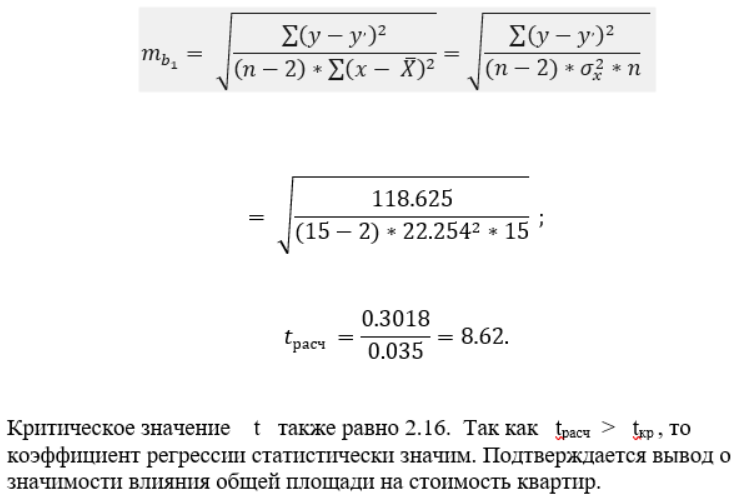 m_{b_1} = √(∑(y − y′)² / ((n − 2) * ∑(x − X̄)²)) = √(∑(y − y′)² / ((n − 2) * σ_x² * n))
= √(118.625 / ((15 − 2) * 22.254² * 15)) ;
t_расч = 0.3018 / 0.035 = 8.62.
Критическое значение t также равно 2.16. Так как t_расч > t_кр , то
коэффициент регрессии статистически значим. Подтверждается вывод о
значимости влияния общей площади на стоимость квартир.